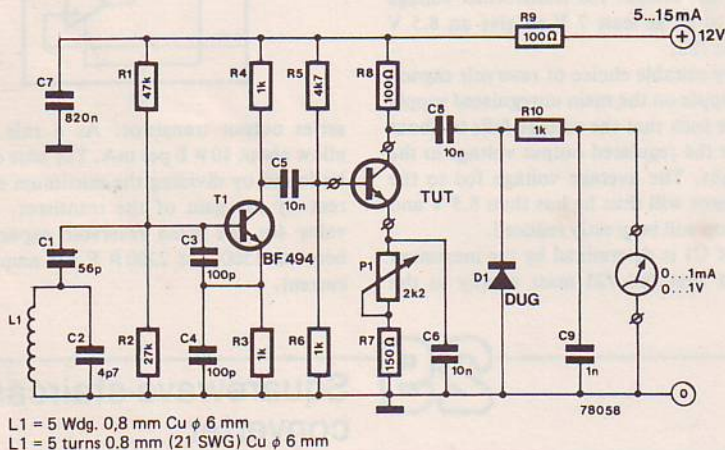 R9
100Ω
5...15mA
12V
C7
820n
R1
47k
R4
1k
R5
4k7
R8
100Ω
C8
10n
R10
1k
C5
10n
T1
BF 494
TUT
C1
56p
C3
100p
P1
2k2
D1
DUG
0...1mA
0...1V
L1
C2
4p7
R2
27k
C4
100p
R3
1k
R6
1k
R7
150Ω
C6
10n
C9
1n
78058
0
L1 = 5 Wdg. 0,8 mm Cu ϕ 6 mm
L1 = 5 turns 0.8 mm (21 SWG) Cu ϕ 6 mm